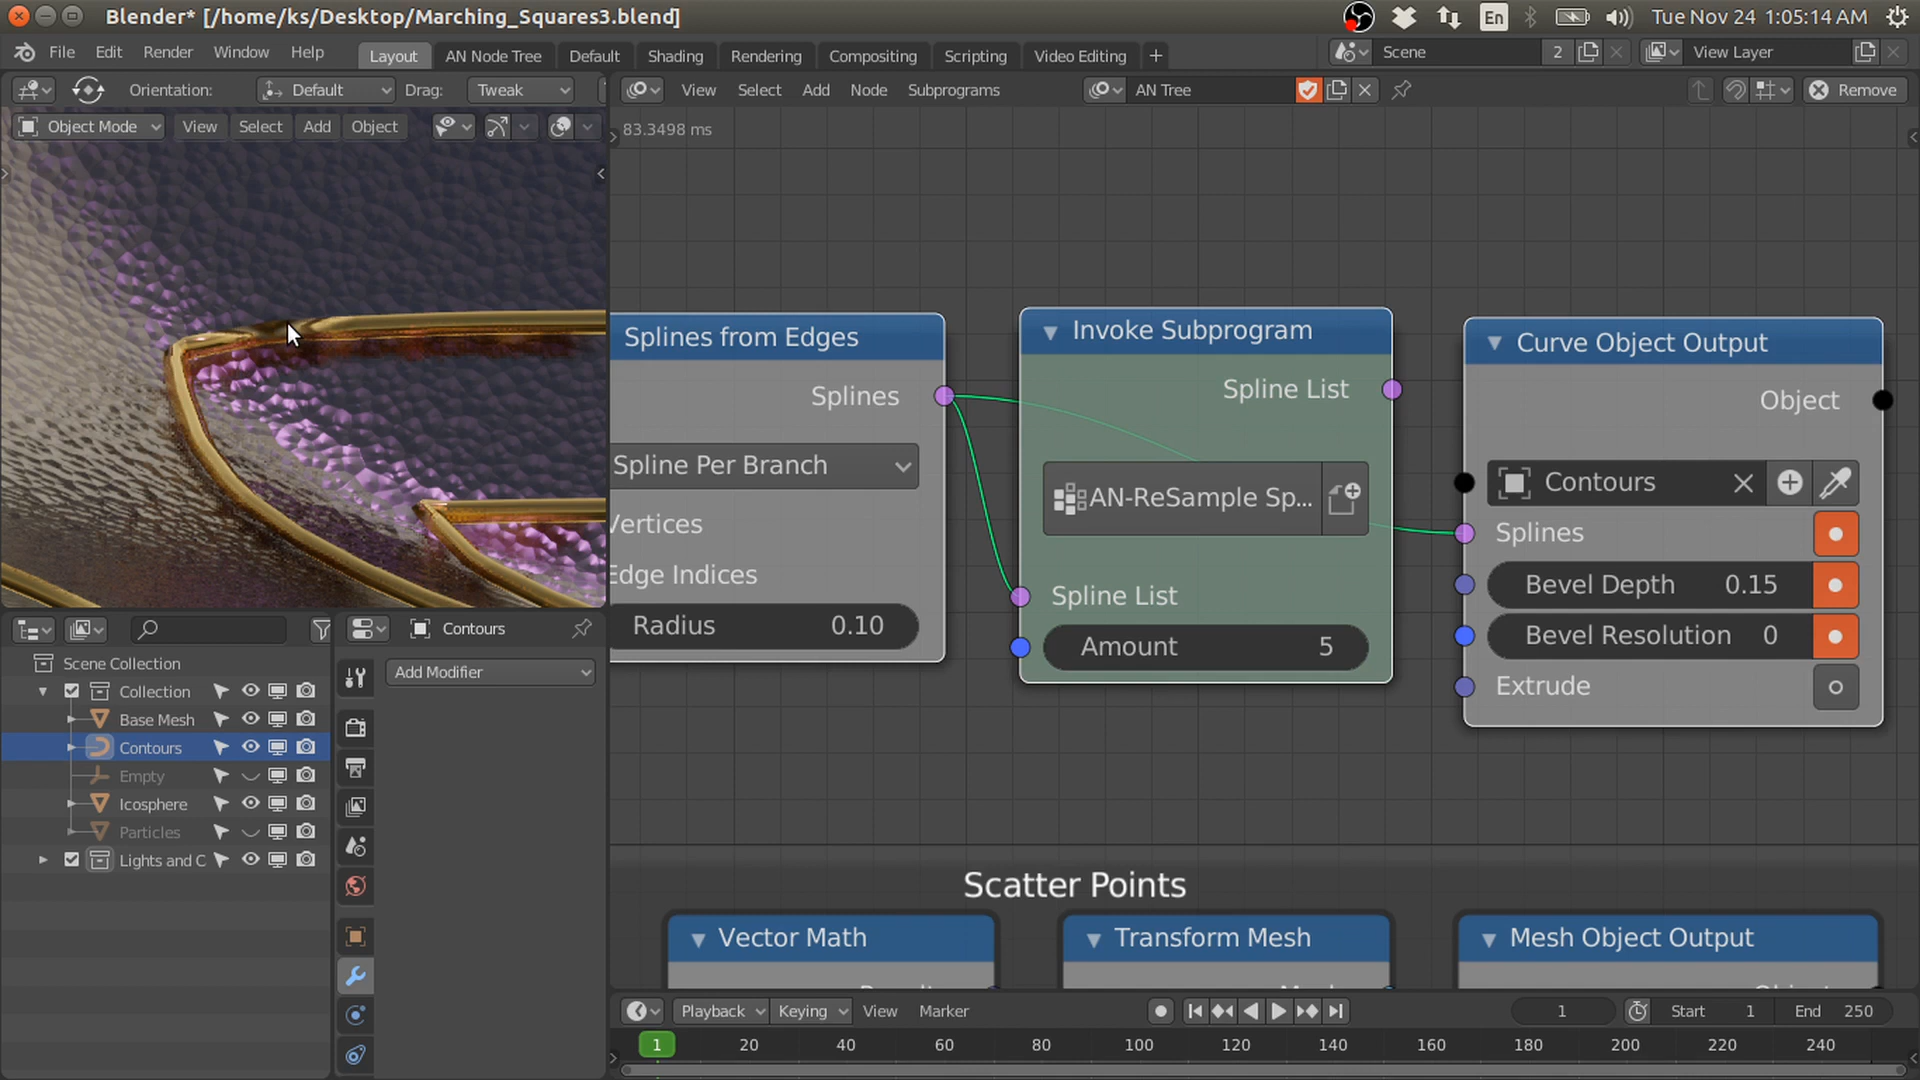 Blender* [/home/ks/Desktop/Marching_Squares3.blend]
En
Tue Nov 24 1:05:14 AM
File Edit Render Window Help
Layout AN Node Tree Default Shading Rendering Compositing Scripting Video Editing +
Scene 2
View Layer
Orientation: Default Drag: Tweak
View Select Add Node Subprograms
AN Tree
Remove
Object Mode View Select Add Object
83.3498 ms
Splines from Edges
Splines
Spline Per Branch
Vertices
Edge Indices
Radius 0.10
Invoke Subprogram
Spline List
AN-ReSample Sp...
Spline List
Amount 5
Curve Object Output
Object
Contours
Splines
Bevel Depth 0.15
Bevel Resolution 0
Extrude
Scatter Points
Vector Math
Transform Mesh
Mesh Object Output
Contours
Add Modifier
Scene Collection
Collection
Base Mesh
Contours
Empty
Icosphere
Particles
Lights and C
Playback Keying View Marker
1
Start 1
End 250
1 20 40 60 80 100 120 140 160 180 200 220 240